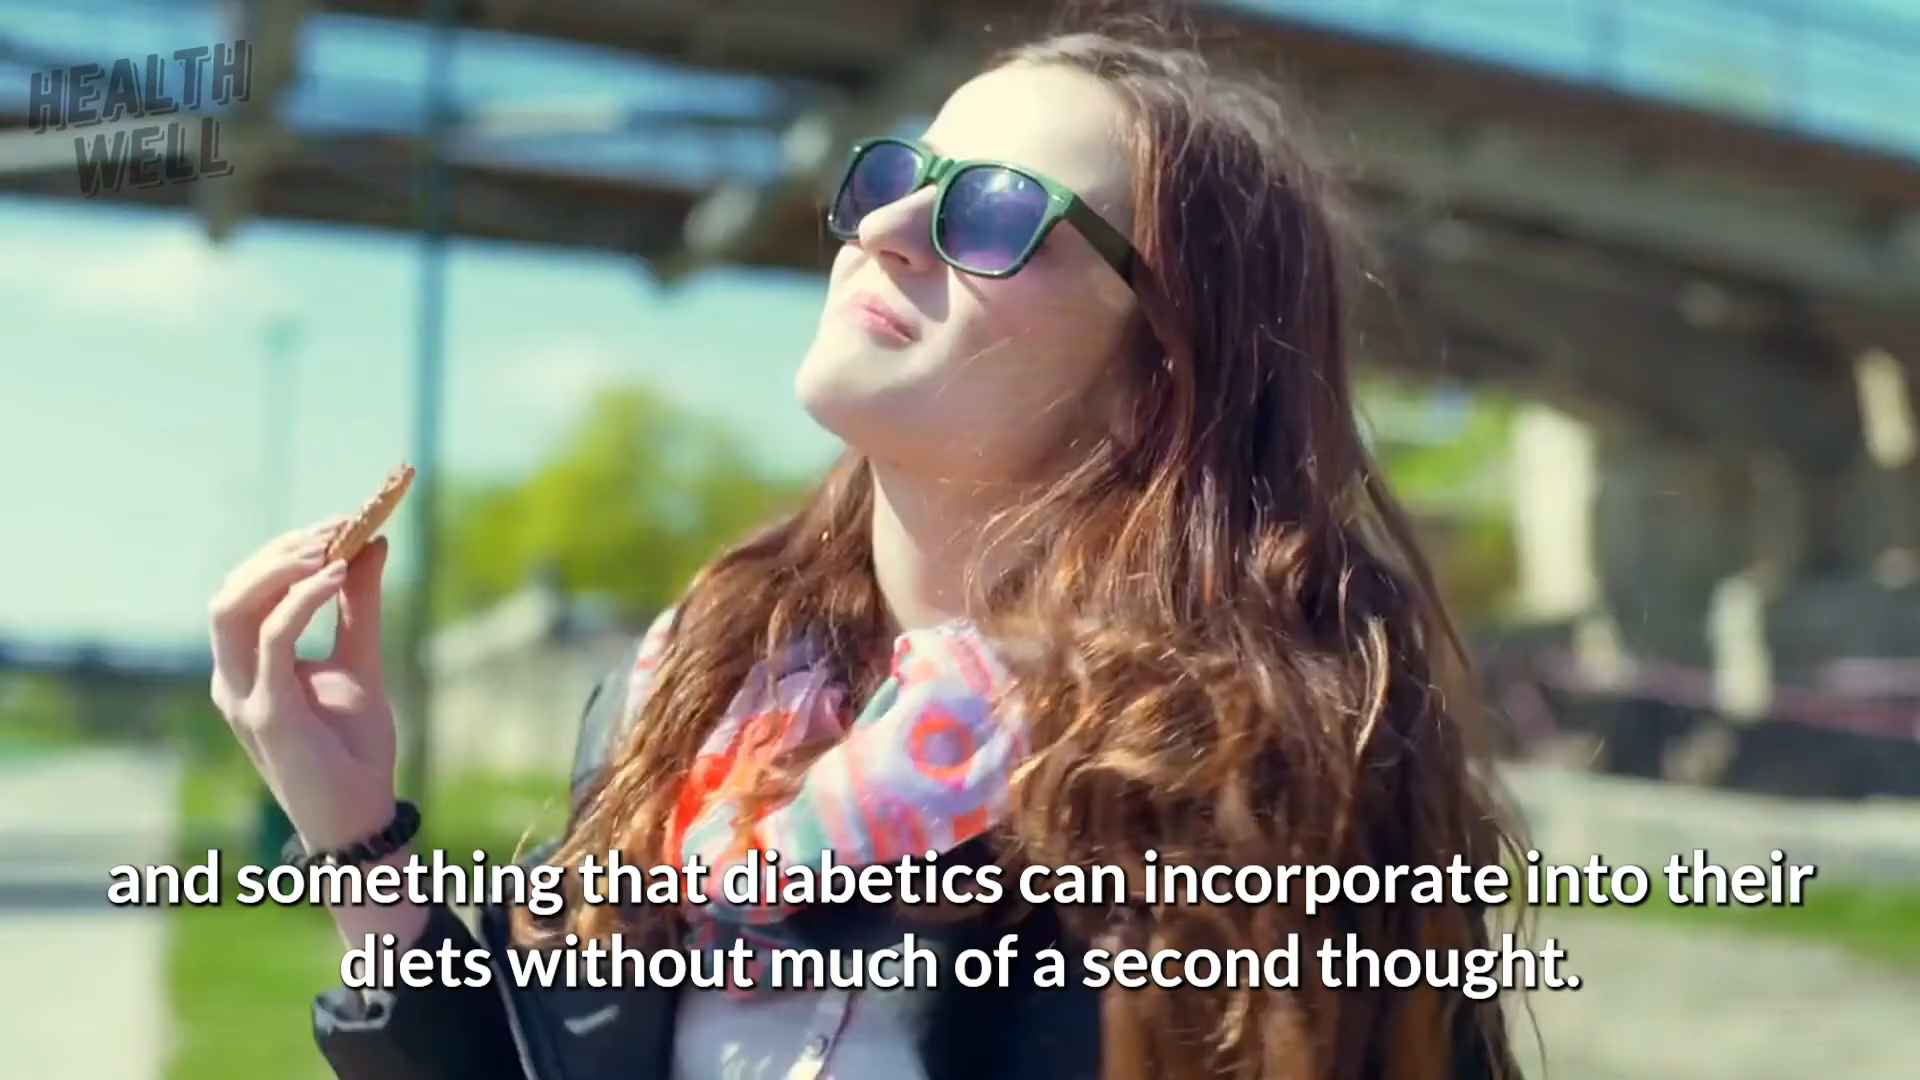 HEALTH
WELL
and something that diabetics can incorporate into their
diets without much of a second thought.